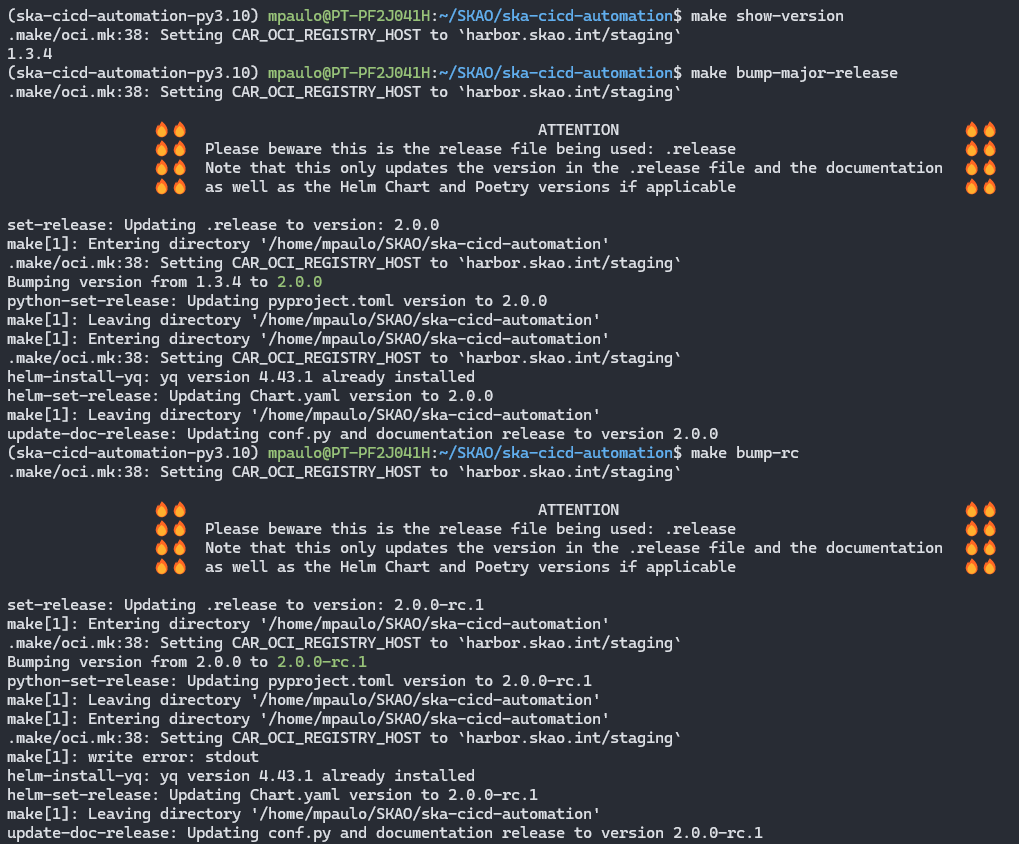 (ska-cicd-automation-py3.10) mpaulo@PT-PF2J041H:~/SKAO/ska-cicd-automation$ make show-version
.make/oci.mk:38: Setting CAR_OCI_REGISTRY_HOST to `harbor.skao.int/staging`
1.3.4
(ska-cicd-automation-py3.10) mpaulo@PT-PF2J041H:~/SKAO/ska-cicd-automation$ make bump-major-release
.make/oci.mk:38: Setting CAR_OCI_REGISTRY_HOST to `harbor.skao.int/staging`
ATTENTION
Please beware this is the release file being used: .release
Note that this only updates the version in the .release file and the documentation
as well as the Helm Chart and Poetry versions if applicable
set-release: Updating .release to version: 2.0.0
make[1]: Entering directory '/home/mpaulo/SKAO/ska-cicd-automation'
.make/oci.mk:38: Setting CAR_OCI_REGISTRY_HOST to `harbor.skao.int/staging`
Bumping version from 1.3.4 to 2.0.0
python-set-release: Updating pyproject.toml version to 2.0.0
make[1]: Leaving directory '/home/mpaulo/SKAO/ska-cicd-automation'
make[1]: Entering directory '/home/mpaulo/SKAO/ska-cicd-automation'
.make/oci.mk:38: Setting CAR_OCI_REGISTRY_HOST to `harbor.skao.int/staging`
helm-install-yq: yq version 4.43.1 already installed
helm-set-release: Updating Chart.yaml version to 2.0.0
make[1]: Leaving directory '/home/mpaulo/SKAO/ska-cicd-automation'
update-doc-release: Updating conf.py and documentation release to version 2.0.0
(ska-cicd-automation-py3.10) mpaulo@PT-PF2J041H:~/SKAO/ska-cicd-automation$ make bump-rc
.make/oci.mk:38: Setting CAR_OCI_REGISTRY_HOST to `harbor.skao.int/staging`
ATTENTION
Please beware this is the release file being used: .release
Note that this only updates the version in the .release file and the documentation
as well as the Helm Chart and Poetry versions if applicable
set-release: Updating .release to version: 2.0.0-rc.1
make[1]: Entering directory '/home/mpaulo/SKAO/ska-cicd-automation'
.make/oci.mk:38: Setting CAR_OCI_REGISTRY_HOST to `harbor.skao.int/staging`
Bumping version from 2.0.0 to 2.0.0-rc.1
python-set-release: Updating pyproject.toml version to 2.0.0-rc.1
make[1]: Leaving directory '/home/mpaulo/SKAO/ska-cicd-automation'
make[1]: Entering directory '/home/mpaulo/SKAO/ska-cicd-automation'
.make/oci.mk:38: Setting CAR_OCI_REGISTRY_HOST to `harbor.skao.int/staging`
make[1]: write error: stdout
helm-install-yq: yq version 4.43.1 already installed
helm-set-release: Updating Chart.yaml version to 2.0.0-rc.1
make[1]: Leaving directory '/home/mpaulo/SKAO/ska-cicd-automation'
update-doc-release: Updating conf.py and documentation release to version 2.0.0-rc.1